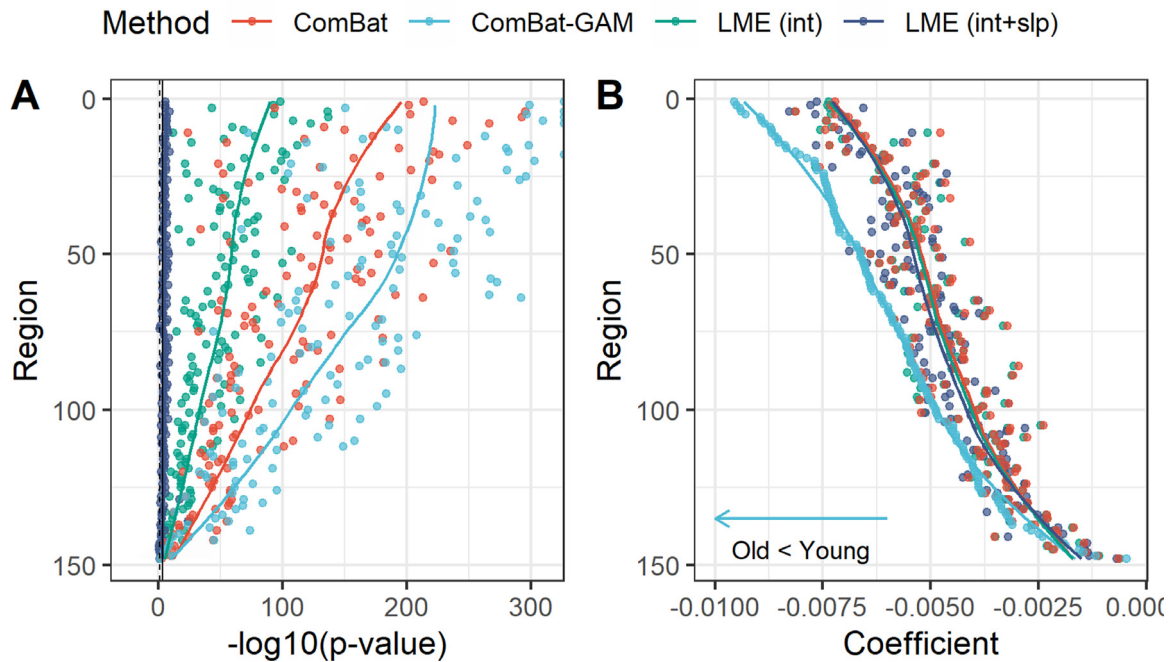 Method ComBat ComBat-GAM LME (int) LME (int+slp)
A
Region
0
50
100
150
0 100 200 300
-log10(p-value)
B
Region
0
50
100
150
Old < Young
-0.0100 -0.0075 -0.0050 -0.0025 0.000
Coefficient